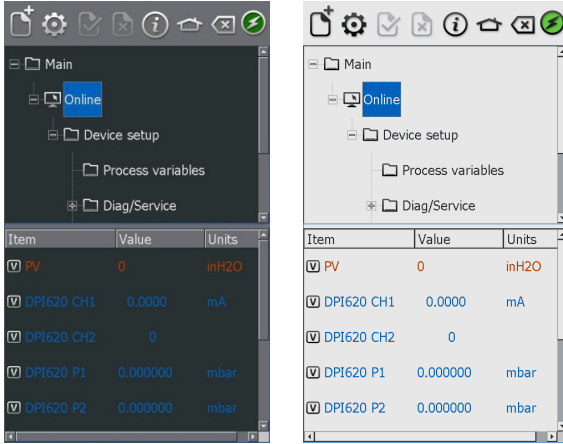 Main
Online
Device setup
Process variables
Diag/Service
Item Value Units
V PV 0 inH2O
V DPI620 CH1 0.0000 mA
V DPI620 CH2 0
V DPI620 P1 0.000000 mbar
V DPI620 P2 0.000000 mbar
Main
Online
Device setup
Process variables
Diag/Service
Item Value Units
V PV 0 inH2O
V DPI620 CH1 0.0000 mA
V DPI620 CH2 0
V DPI620 P1 0.000000 mbar
V DPI620 P2 0.000000 mbar